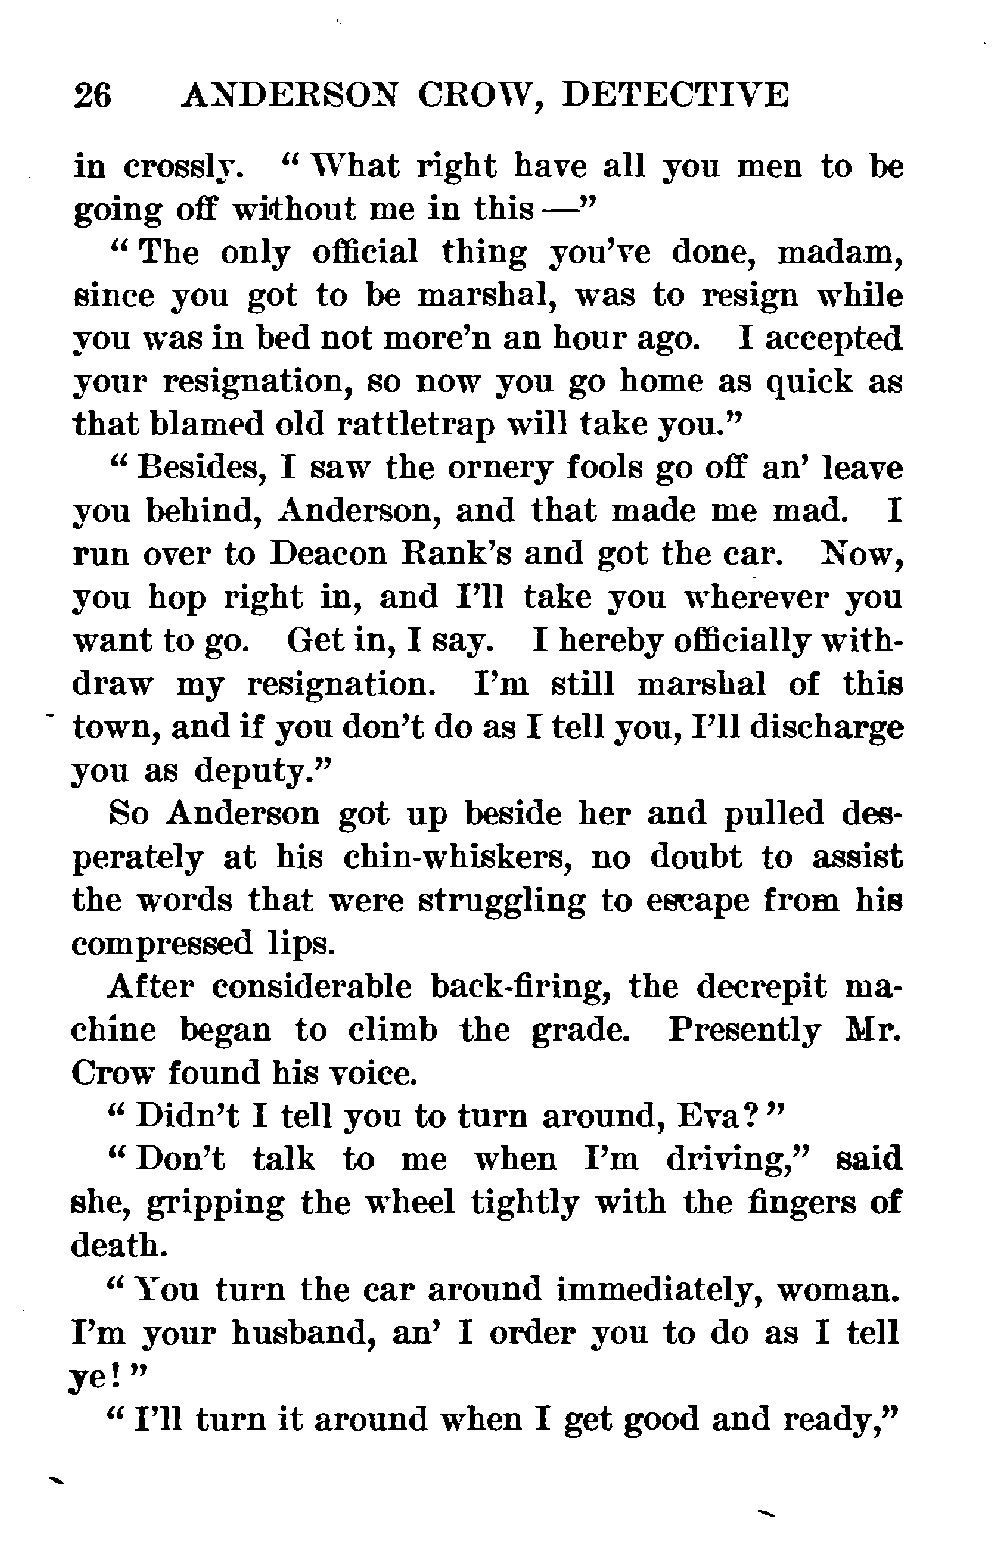 26 ANDERSON CROW, DETECTIVE
in crossly. “ What right have all you men to be
going off without me in this —”
“ The only official thing you’ve done, madam,
since you got to be marshal, was to resign while
you was in bed not more’n an hour ago. I accepted
your resignation, so now you go home as quick as
that blamed old rattletrap will take you.”
“ Besides, I saw the ornery fools go off an’ leave
you behind, Anderson, and that made me mad. I
run over to Deacon Rank’s and got the car. Now,
you hop right in, and I’ll take you wherever you
want to go. Get in, I say. I hereby officially with-
draw my resignation. I’m still marshal of this
town, and if you don’t do as I tell you, I’ll discharge
you as deputy.”
So Anderson got up beside her and pulled des-
perately at his chin-whiskers, no doubt to assist
the words that were struggling to escape from his
compressed lips.
After considerable back-firing, the decrepit ma-
chine began to climb the grade. Presently Mr.
Crow found his voice.
“ Didn’t I tell you to turn around, Eva? ”
“ Don’t talk to me when I’m driving,” said
she, gripping the wheel tightly with the fingers of
death.
“ You turn the car around immediately, woman.
I’m your husband, an’ I order you to do as I tell
ye! ”
“ I’ll turn it around when I get good and ready,”